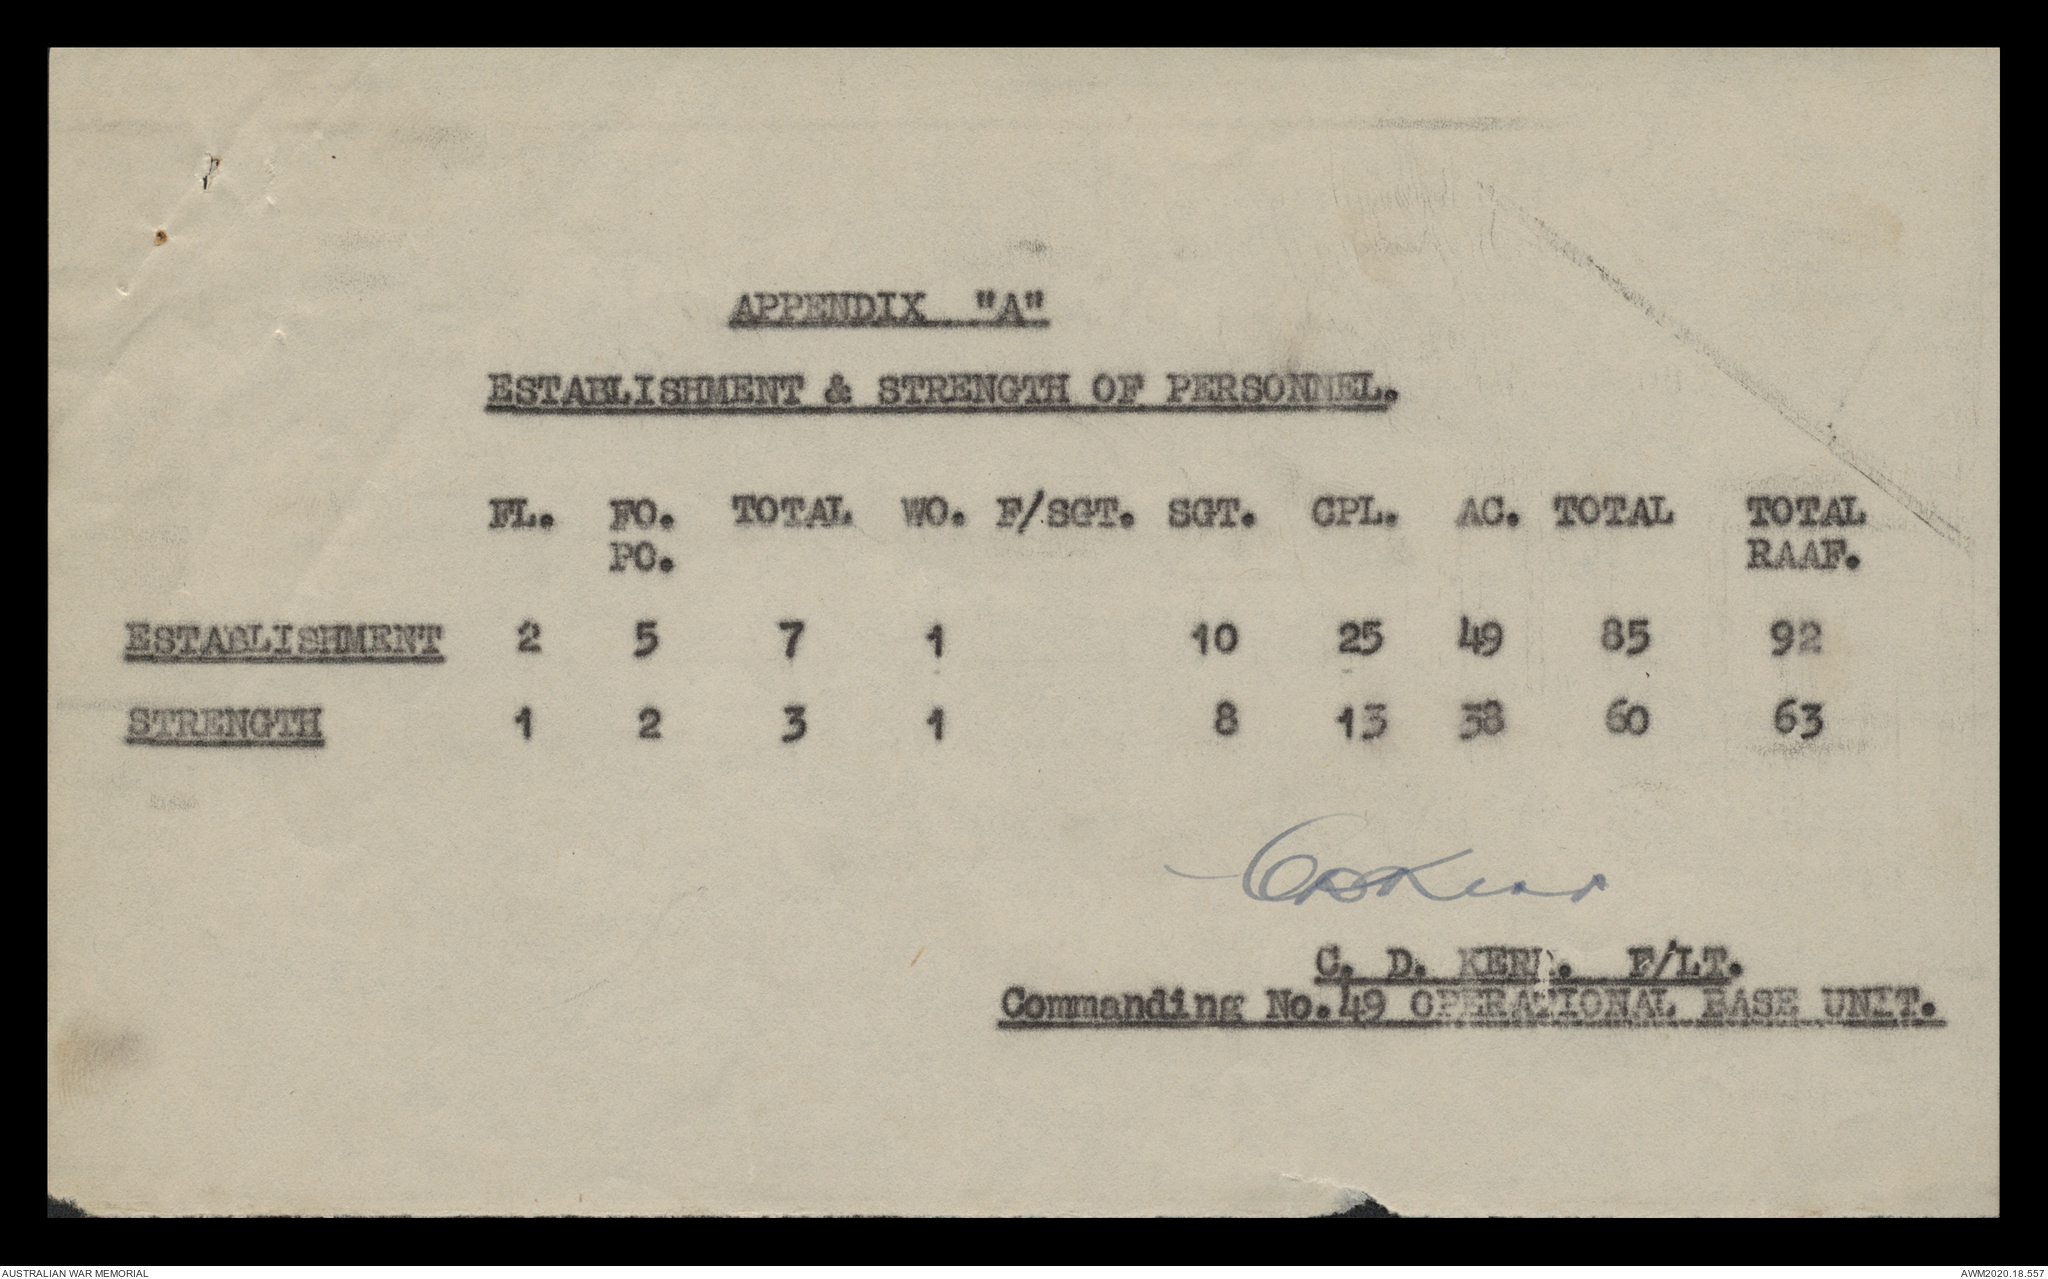 APPENDIX "A"
ESTABLISHMENT & STRENGTH OF PERSONNEL.
FL. FO. TOTAL WO. F/SGT. SGT. CPL. AC. TOTAL TOTAL
PO. RAAF.
ESTABLISHMENT 2 5 7 1 10 25 49 85 92
STRENGTH 1 2 3 1 8 13 38 60 63
C. D. F/LT.
Commanding No.49 OPERATIONAL BASE UNIT.
AUSTRALIAN WAR MEMORIAL
AWM2020.18.557